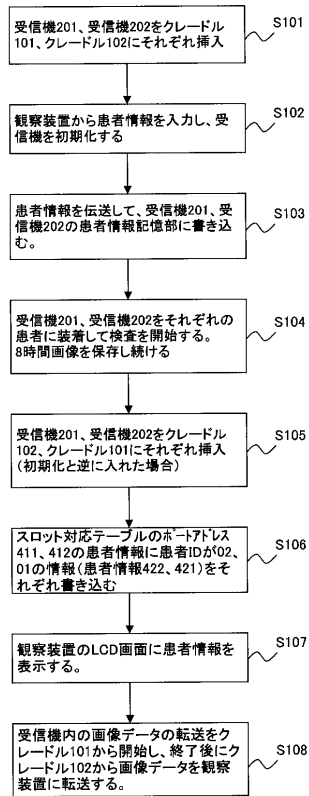 受信機201、受信機202をクレードル
101、クレードル102にそれぞれ挿入
S101
観察装置から患者情報を入力し、受
信機を初期化する
S102
患者情報を伝送して、受信機201、受
信機202の患者情報記憶部に書き込
む。
S103
受信機201、受信機202をそれぞれの
患者に装着して検査を開始する。
8時間画像を保存し続ける
S104
受信機201、受信機202をクレードル
102、クレードル101にそれぞれ挿入
(初期化と逆に入れた場合)
S105
スロット対応テーブルのポートアドレス
411、412の患者情報に患者IDが02、
01の情報(患者情報422、421)をそ
れぞれ書き込む
S106
観察装置のLCD画面に患者情報を
表示する。
S107
受信機内の画像データの転送をクレ
ードル101から開始し、終了後にクレ
ードル102から画像データを観察
装置に転送する。
S108